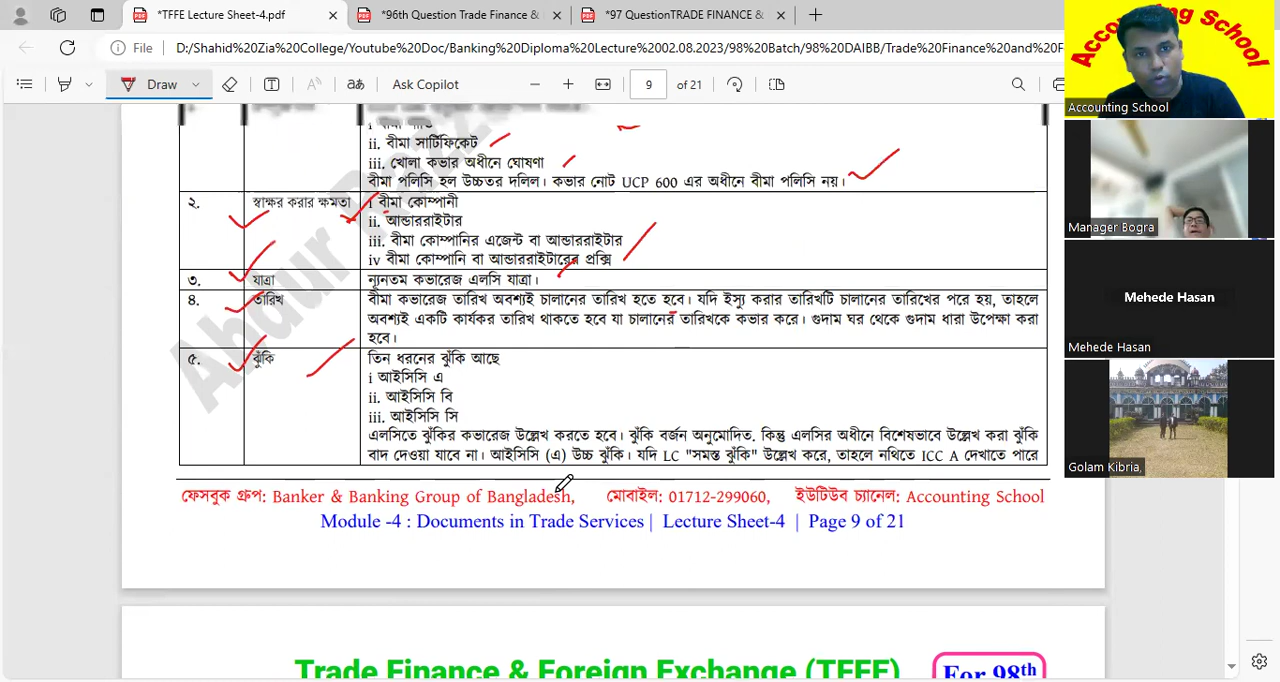 *TFFE Lecture Sheet-4.pdf
*96th Question Trade Finance &
*97 QuestionTRADE FINANCE &
File
D:/Shahid%20Zia%20College/Youtube%20Doc/Banking%20Diploma%20Lecture%2002.08.2023/98%20Batch/98%20DAIBB/Trade%20Finance%20and%20F
Draw
aあ
Ask Copilot
9
of 21
ii. বীমা সার্টিফিকেট
iii. খোলা কভার অধীনে ঘোষণা
বীমা পলিসি হল উচ্চতর দলিল। কভার নোট UCP 600 এর অধীনে বীমা পলিসি নয়।
২.
স্বাক্ষর করার ক্ষমতা
i বীমা কোম্পানী
ii. আন্ডাররাইটার
iii. বীমা কোম্পানির এজেন্ট বা আন্ডাররাইটার
iv বীমা কোম্পানি বা আন্ডাররাইটারের প্রক্সি
৩.
যাত্রা
ন্যূনতম কভারেজ এলসি যাত্রা।
৪.
তারিখ
বীমা কভারেজ তারিখ অবশ্যই চালানের তারিখ হতে হবে। যদি ইস্যু করার তারিখটি চালানের তারিখের পরে হয়, তাহলে
অবশ্যই একটি কার্যকর তারিখ থাকতে হবে যা চালানের তারিখকে কভার করে। গুদাম ঘর থেকে গুদাম ধারা উপেক্ষা করা
হবে।
৫.
ঝুঁকি
তিন ধরনের ঝুঁকি আছে
i আইসিসি এ
ii. আইসিসি বি
iii. আইসিসি সি
এলসিতে ঝুঁকির কভারেজ উল্লেখ করতে হবে। ঝুঁকি বর্জন অনুমোদিত. কিন্তু এলসির অধীনে বিশেষভাবে উল্লেখ করা ঝুঁকি
বাদ দেওয়া যাবে না। আইসিসি (এ) উচ্চ ঝুঁকি। যদি LC "সমস্ত ঝুঁকি" উল্লেখ করে, তাহলে নথিতে ICC A দেখাতে পারে
ফেসবুক গ্রুপ: Banker & Banking Group of Bangladesh, মোবাইল: 01712-299060, ইউটিউব চ্যানেল: Accounting School
Module -4 : Documents in Trade Services | Lecture Sheet-4 | Page 9 of 21
Trade Finance & Foreign Exchange (TFFE)
For 98th
Accounting School
Accounting School
Manager Bogra
Mehede Hasan
Mehede Hasan
Golam Kibria,